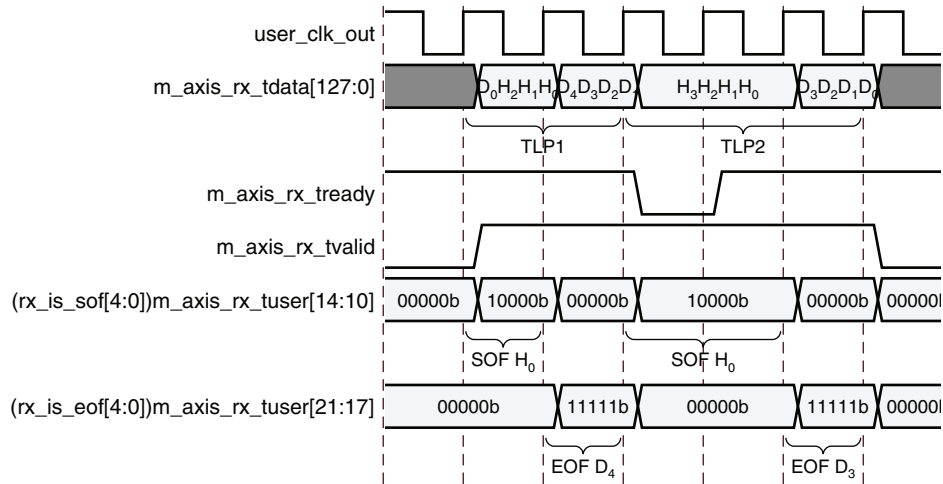 user_clk_out
m_axis_rx_tdata[127:0] D0H2H1H0 D4D3D2D1 H3H2H1H0 D3D2D1D0
TLP1 TLP2
m_axis_rx_tready
m_axis_rx_tvalid
(rx_is_sof[4:0])m_axis_rx_tuser[14:10] 00000b 10000b 00000b 10000b 00000b 00000b
SOF H0 SOF H0
(rx_is_eof[4:0])m_axis_rx_tuser[21:17] 00000b 11111b 00000b 11111b 00000b
EOF D4 EOF D3